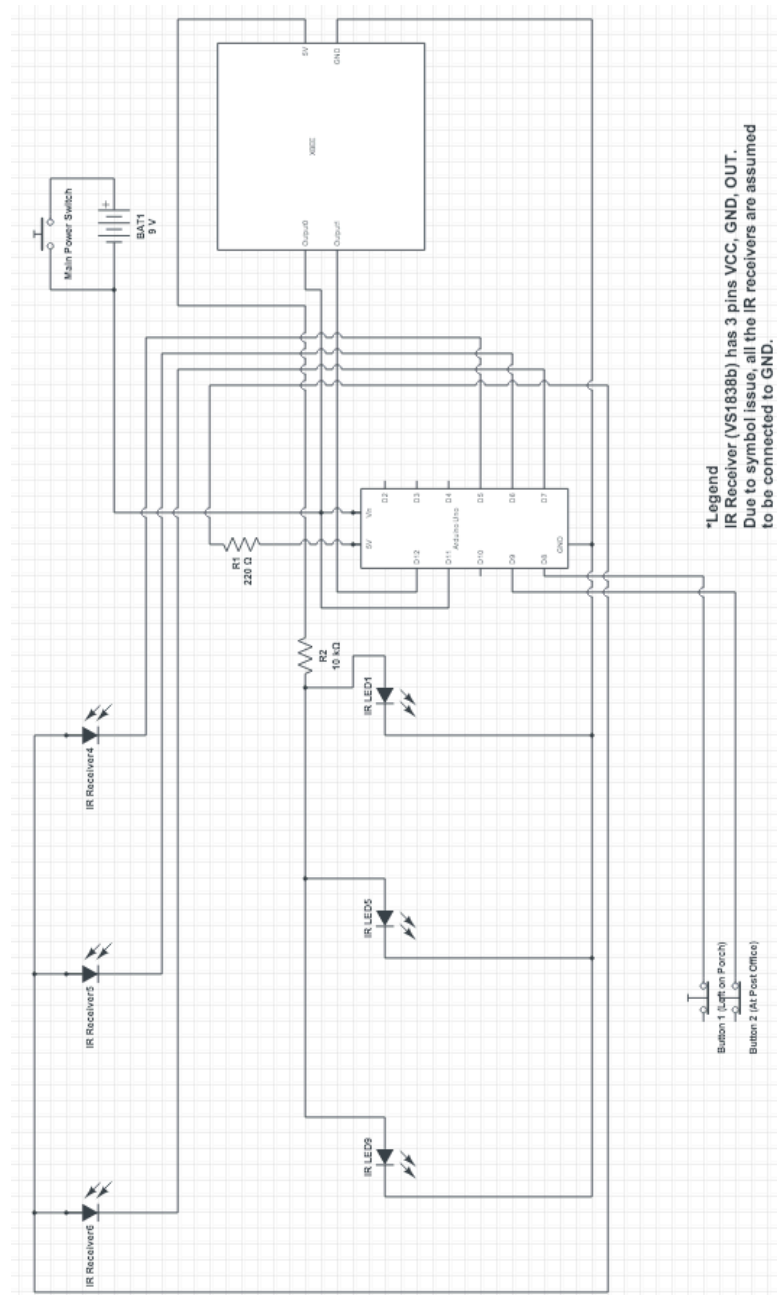 Main Power Switch
+
BAT1
9 V
5V
GND
XBEE
Output0
Output1
R1
220 Ω
5V
Vin
Arduino Uno
D2
D3
D4
D5
D6
D7
D12
D11
D10
D9
D8
GND
R2
10 kΩ
IR LED1
IR LED5
IR LED9
IR Receiver4
IR Receiver5
IR Receiver6
Button 1 (Left on Porch)
Button 2 (At Post Office)
*Legend
IR Receiver (VS1838b) has 3 pins VCC, GND, OUT.
Due to symbol issue, all the IR receivers are assumed
to be connected to GND.